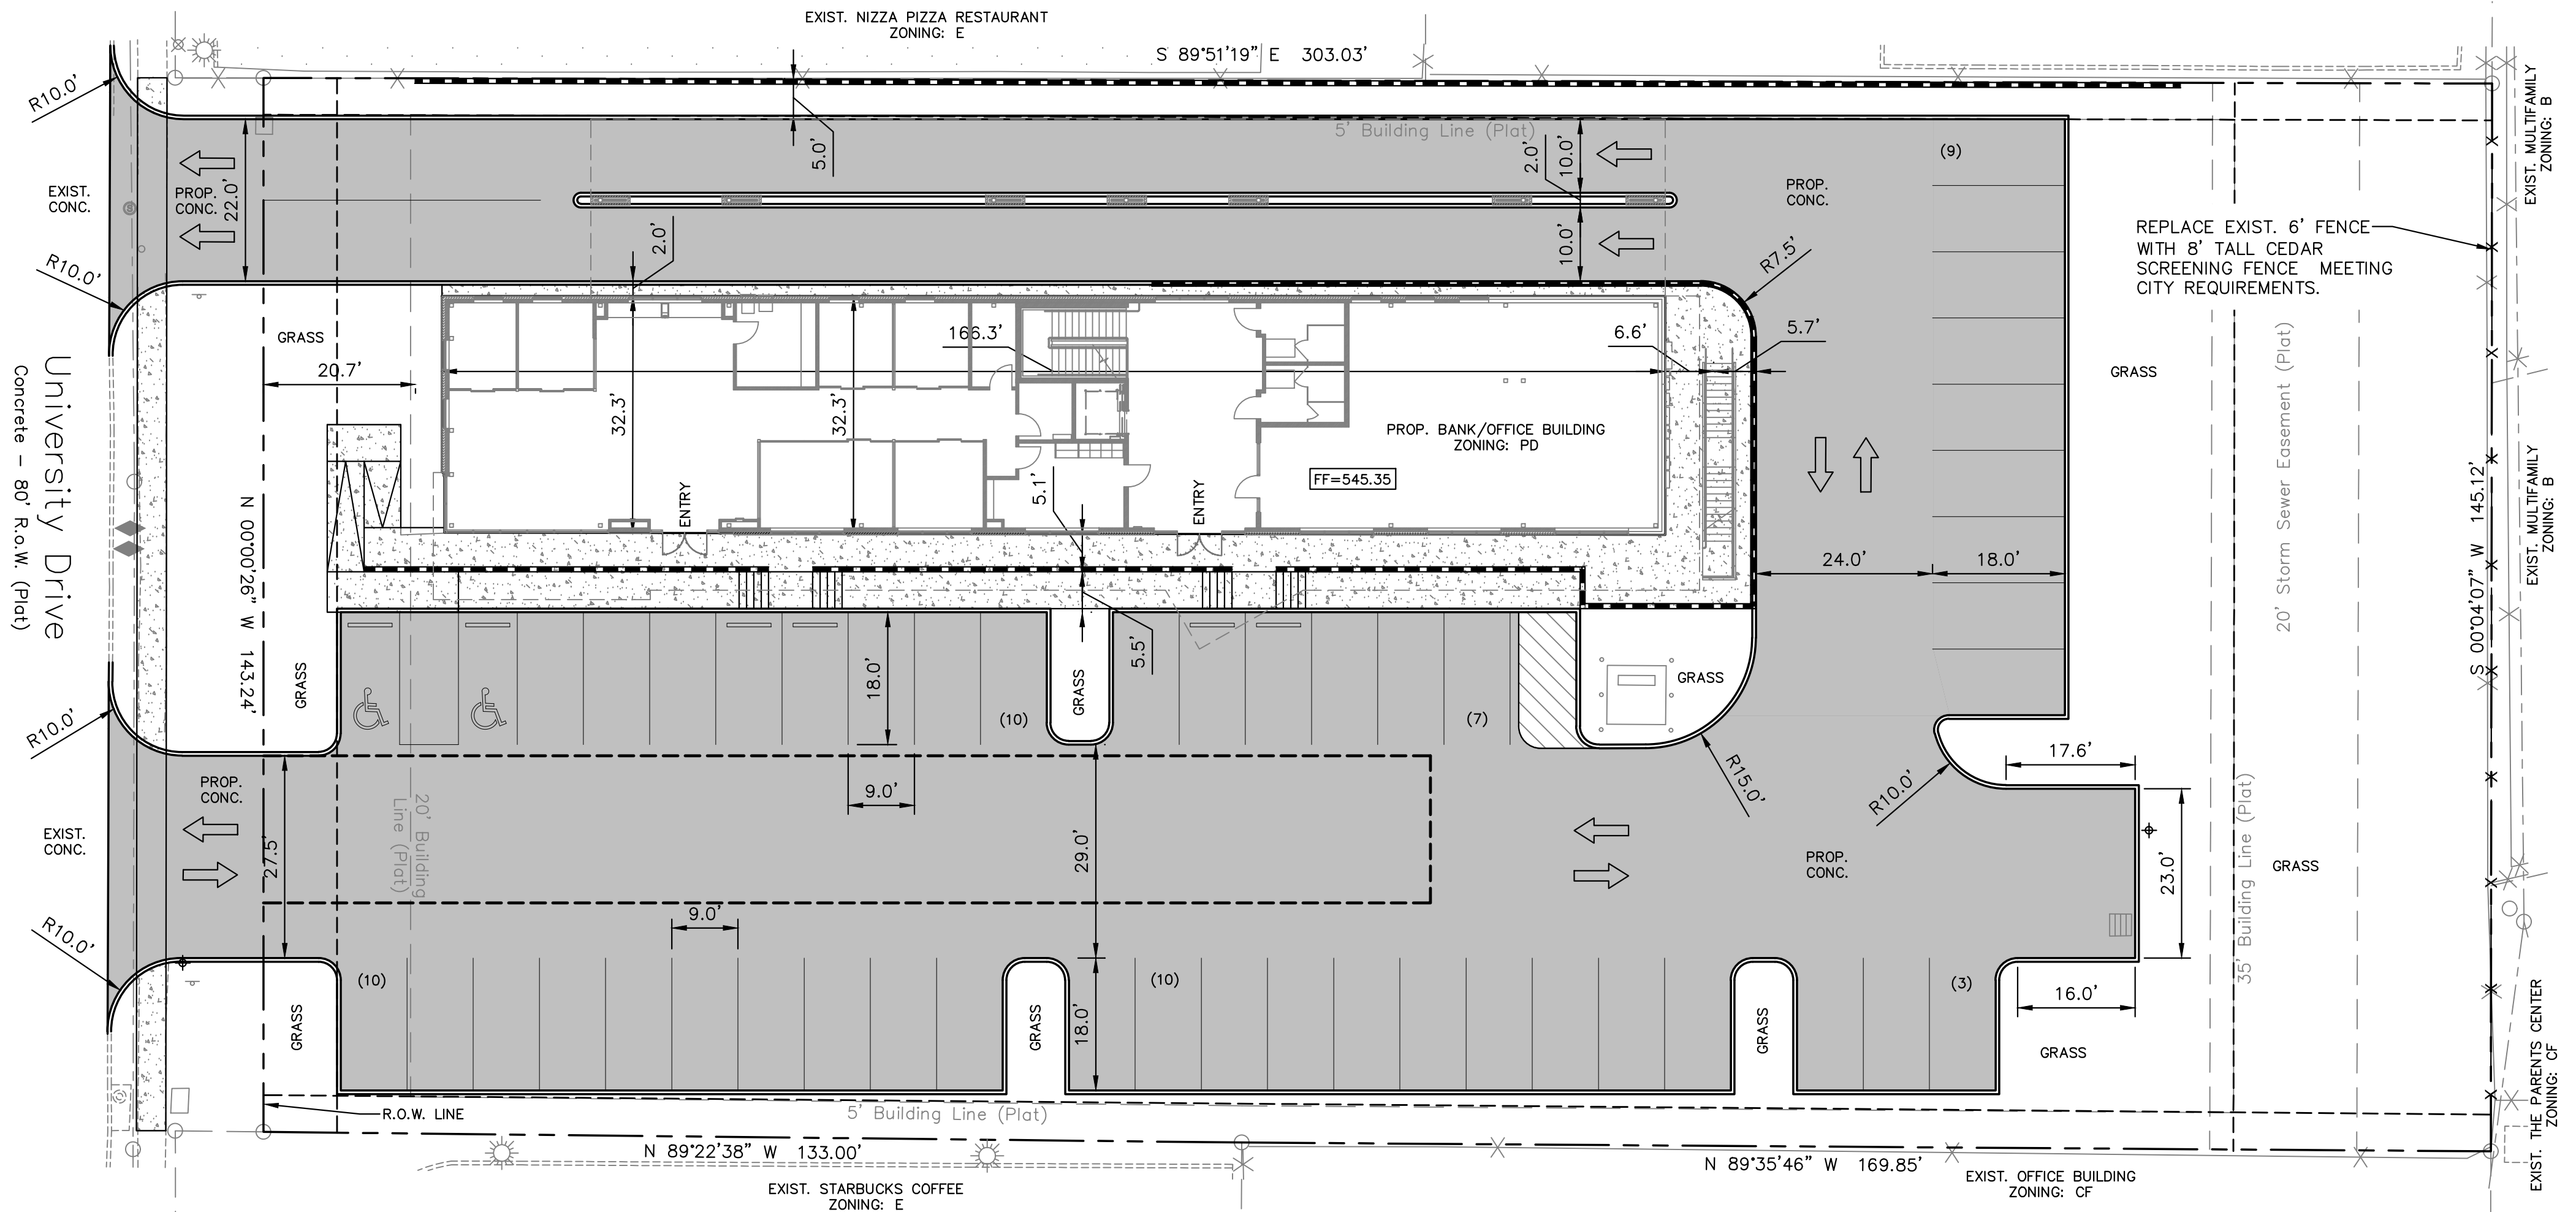 EXIST. NIZZA PIZZA RESTAURANT
ZONING: E
S 89°51'19" E 303.03'
R10.0'
5' Building Line (Plat)
5.0'
2.0'
10.0'
(9)
EXIST.
CONC.
PROP.
CONC.
22.0'
PROP.
CONC.
EXIST. MULTIFAMILY
ZONING: B
REPLACE EXIST. 6' FENCE
WITH 8' TALL CEDAR
SCREENING FENCE MEETING
CITY REQUIREMENTS.
R10.0'
2.0'
10.0'
R7.5'
GRASS
166.3'
6.6'
5.7'
20.7'
GRASS
University Drive
Concrete - 80' R.o.W. (Plat)
32.3'
32.3'
PROP. BANK/OFFICE BUILDING
ZONING: PD
FF=545.35
20' Storm Sewer Easement (Plat)
N 00°00'26" W 143.24'
ENTRY
5.1'
ENTRY
S 00°04'07" W 145.12'
EXIST. MULTIFAMILY
ZONING: B
24.0'
18.0'
GRASS
18.0'
GRASS
5.5'
GRASS
(10)
(7)
R10.0'
R15.0'
R10.0'
17.6'
PROP.
CONC.
9.0'
20' Building
Line (Plat)
EXIST.
CONC.
27.5'
29.0'
PROP.
CONC.
23.0'
35' Building Line (Plat)
GRASS
9.0'
R10.0'
(10)
(10)
(3)
16.0'
GRASS
GRASS
18.0'
GRASS
GRASS
EXIST. THE PARENTS CENTER
ZONING: CF
R.O.W. LINE
5' Building Line (Plat)
N 89°22'38" W 133.00'
N 89°35'46" W 169.85'
EXIST. OFFICE BUILDING
ZONING: CF
EXIST. STARBUCKS COFFEE
ZONING: E